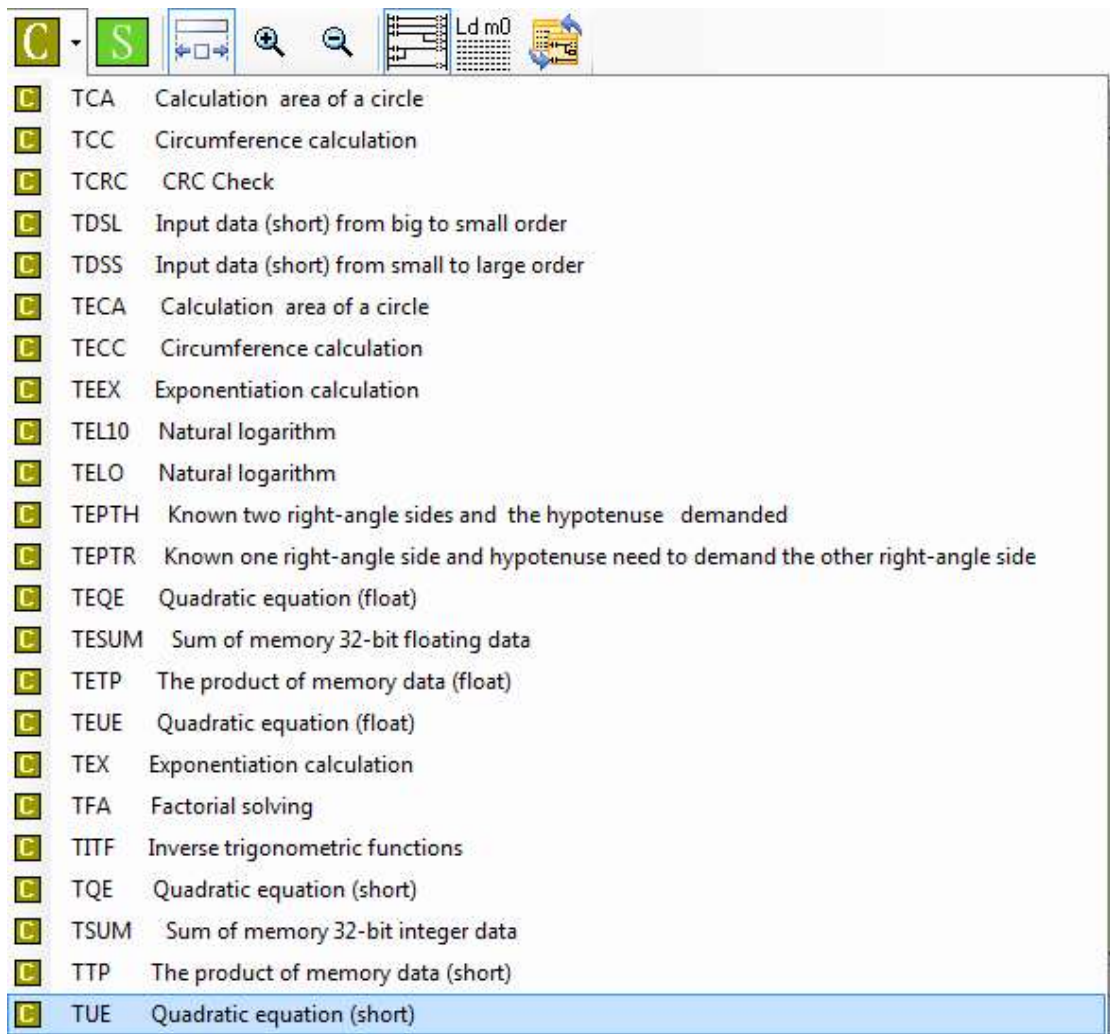 C S Ld m0
C TCA Calculation area of a circle
C TCC Circumference calculation
C TCRC CRC Check
C TDSL Input data (short) from big to small order
C TDSS Input data (short) from small to large order
C TECA Calculation area of a circle
C TECC Circumference calculation
C TEEX Exponentiation calculation
C TEL10 Natural logarithm
C TELO Natural logarithm
C TEPTH Known two right-angle sides and the hypotenuse demanded
C TEPTR Known one right-angle side and hypotenuse need to demand the other right-angle side
C TEQE Quadratic equation (float)
C TESUM Sum of memory 32-bit floating data
C TETP The product of memory data (float)
C TEUE Quadratic equation (float)
C TEX Exponentiation calculation
C TFA Factorial solving
C TITF Inverse trigonometric functions
C TQE Quadratic equation (short)
C TSUM Sum of memory 32-bit integer data
C TTP The product of memory data (short)
C TUE Quadratic equation (short)